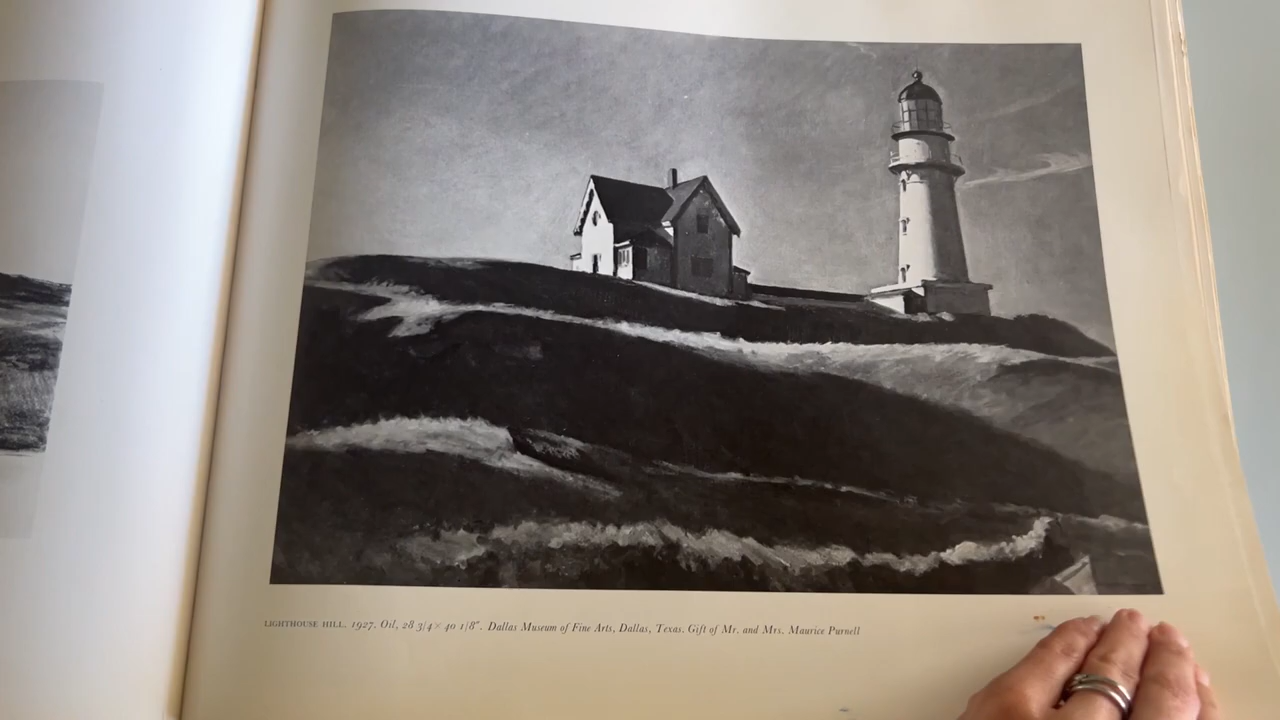 LIGHTHOUSE HILL. 1927. Oil, 28 3/4 × 40 1/8". Dallas Museum of Fine Arts, Dallas, Texas. Gift of Mr. and Mrs. Maurice Purnell